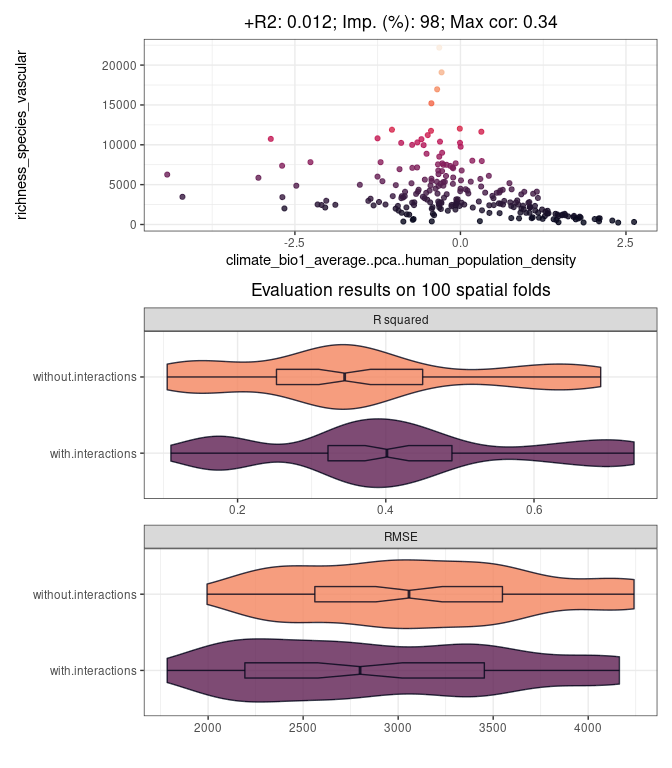 +R2: 0.012; Imp. (%): 98; Max cor: 0.34
richness_species_vascular
20000
15000
10000
5000
0
-2.5 0.0 2.5
climate_bio1_average..pca..human_population_density
Evaluation results on 100 spatial folds
R squared
without.interactions
with.interactions
0.2 0.4 0.6
RMSE
without.interactions
with.interactions
2000 2500 3000 3500 4000